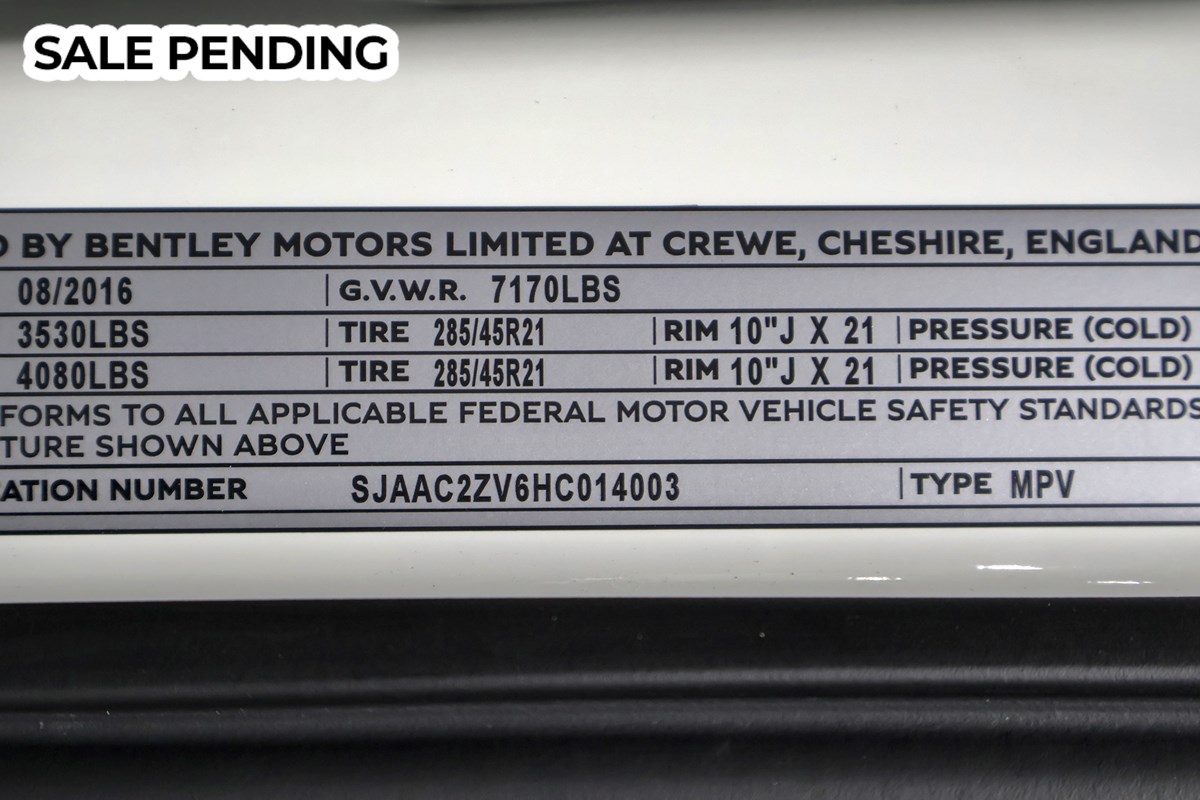 SALE PENDING
D BY BENTLEY MOTORS LIMITED AT CREWE, CHESHIRE, ENGLAND
08/2016 G.V.W.R. 7170LBS
3530LBS TIRE 285/45R21 RIM 10"J X 21 PRESSURE (COLD)
4080LBS TIRE 285/45R21 RIM 10"J X 21 PRESSURE (COLD)
FORMS TO ALL APPLICABLE FEDERAL MOTOR VEHICLE SAFETY STANDARDS
TURE SHOWN ABOVE
ATION NUMBER SJAAC2ZV6HC014003 TYPE MPV